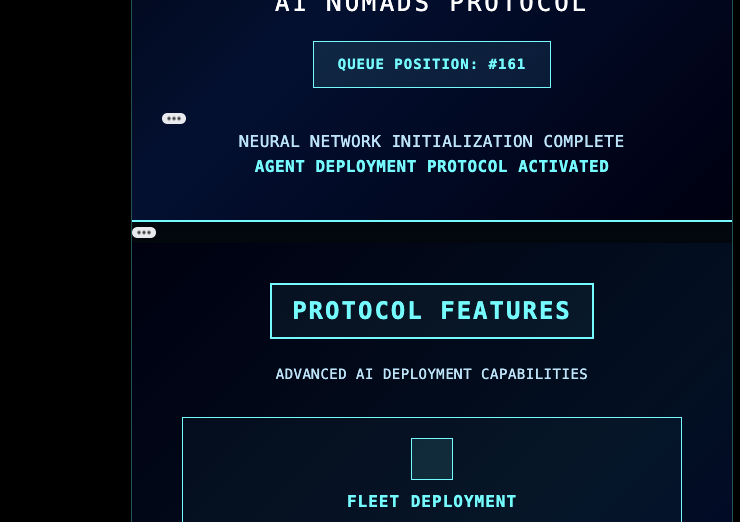 AI NOMADS PROTOCOL
QUEUE POSITION: #161
NEURAL NETWORK INITIALIZATION COMPLETE
AGENT DEPLOYMENT PROTOCOL ACTIVATED
PROTOCOL FEATURES
ADVANCED AI DEPLOYMENT CAPABILITIES
FLEET DEPLOYMENT